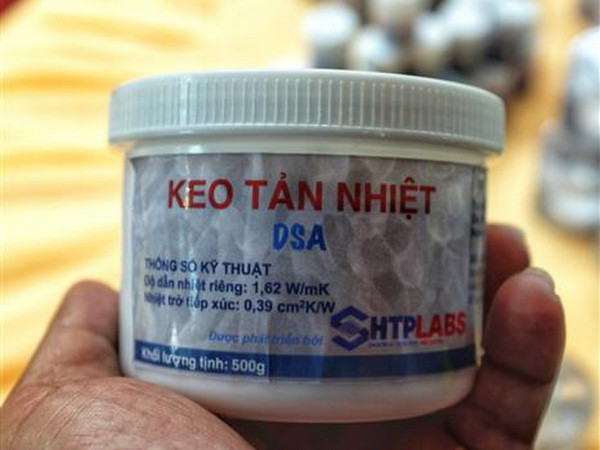 KEO TẢN NHIỆT
DSA
THÔNG SỐ KỸ THUẬT
Độ dẫn nhiệt riêng: 1,62 W/mK
Nhiệt trở tiếp xúc: 0,39 cm²K/W
Được phát triển bởi
SHTPLABS
Khối lượng tịnh: 500g